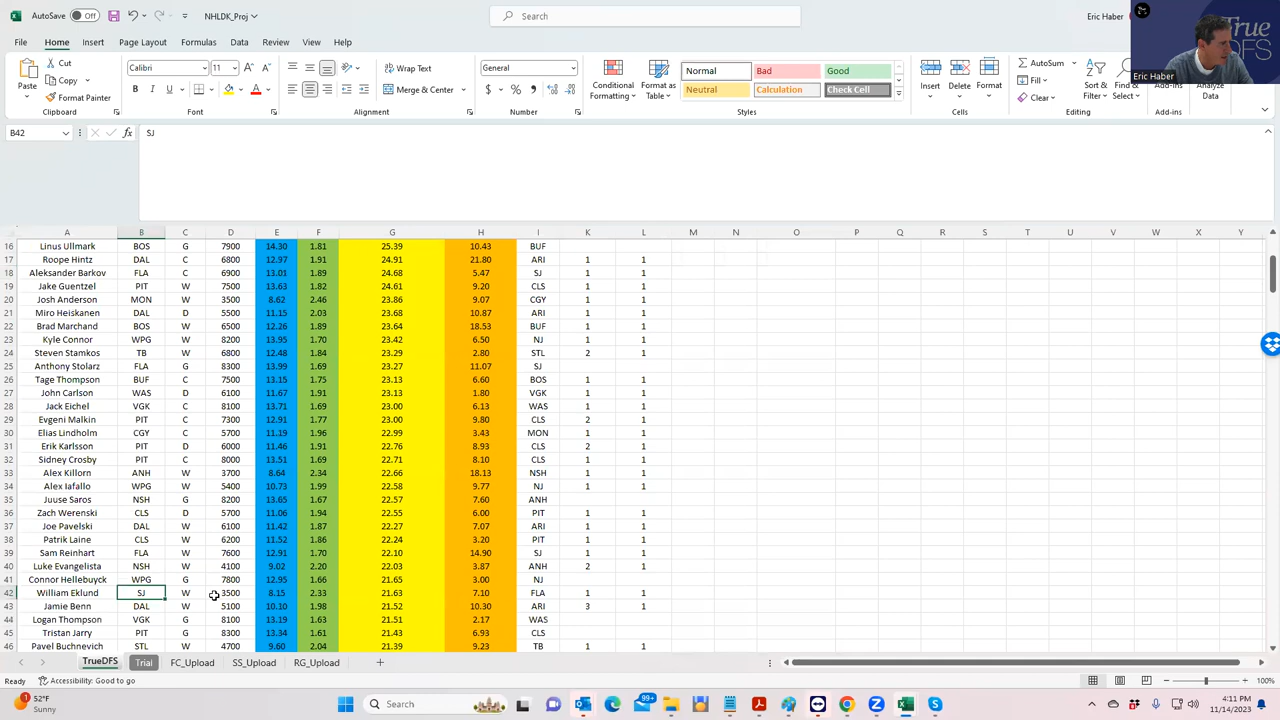 AutoSave Off NHLDK_Proj Search Eric Haber
File Home Insert Page Layout Formulas Data Review View Help
Cut Copy Format Painter Paste Clipboard
Calibri 11 B I U A Font
Wrap Text Merge & Center Alignment
General $ % Number
Conditional Formatting Format as Table
Normal Bad Good
Neutral Calculation Check Cell
Styles
Insert Delete Format Cells
AutoSum Fill Clear Sort & Filter Find & Select Editing
Add-ins Add-ins Analyze Data
True DFS
Eric Haber
B42 fx SJ
A B C D E F G H I K L M N O P Q R S T U V W X Y
16 Linus Ullmark BOS G 7900 14.30 1.81 25.39 10.43 BUF
17 Roope Hintz DAL C 6800 12.97 1.91 24.91 21.80 ARI 1 1
18 Aleksander Barkov FLA C 6900 13.01 1.89 24.68 5.47 SJ 1 1
19 Jake Guentzel PIT W 7500 13.63 1.82 24.61 9.20 CLS 1 1
20 Josh Anderson MON W 3500 8.62 2.46 23.86 9.07 CGY 1 1
21 Miro Heiskanen DAL D 5500 11.15 2.03 23.68 10.87 ARI 1 1
22 Brad Marchand BOS W 6500 12.26 1.89 23.64 18.53 BUF 1 1
23 Kyle Connor WPG W 8200 13.95 1.70 23.42 6.50 NJ 1 1
24 Steven Stamkos TB W 6800 12.48 1.84 23.29 2.80 STL 2 1
25 Anthony Stolarz FLA G 8300 13.99 1.69 23.27 11.07 SJ
26 Tage Thompson BUF C 7500 13.15 1.75 23.13 6.60 BOS 1 1
27 John Carlson WAS D 6100 11.67 1.91 23.13 1.80 VGK 1 1
28 Jack Eichel VGK C 8100 13.71 1.69 23.00 6.13 WAS 1 1
29 Evgeni Malkin PIT C 7300 12.91 1.77 23.00 9.80 CLS 2 1
30 Elias Lindholm CGY C 5700 11.19 1.96 22.99 3.43 MON 1 1
31 Erik Karlsson PIT D 6000 11.46 1.91 22.76 8.93 CLS 2 1
32 Sidney Crosby PIT C 8000 13.51 1.69 22.71 8.10 CLS 1 1
33 Alex Killorn ANH W 3700 8.64 2.34 22.66 18.13 NSH 1 1
34 Alex Iafallo WPG W 5400 10.73 1.99 22.58 9.77 NJ 1 1
35 Juuse Saros NSH G 8200 13.65 1.67 22.57 7.60 ANH
36 Zach Werenski CLS D 5700 11.06 1.94 22.55 6.00 PIT 1 1
37 Joe Pavelski DAL W 6100 11.42 1.87 22.27 7.07 ARI 1 1
38 Patrik Laine CLS W 6200 11.52 1.86 22.24 3.20 PIT 1 1
39 Sam Reinhart FLA W 7600 12.91 1.70 22.10 14.90 SJ 1 1
40 Luke Evangelista NSH W 4100 9.02 2.20 22.03 3.87 ANH 2 1
41 Connor Hellebuyck WPG G 7800 12.95 1.66 21.65 3.00 NJ
42 William Eklund SJ W 3500 8.15 2.33 21.63 7.10 FLA 1 1
43 Jamie Benn DAL W 5100 10.10 1.98 21.52 10.30 ARI 3 1
44 Logan Thompson VGK G 8100 13.19 1.63 21.51 2.17 WAS
45 Tristan Jarry PIT G 8300 13.34 1.61 21.43 6.93 CLS
46 Pavel Buchnevich STL W 4700 9.60 2.04 21.39 9.23 TB 1 1
TrueDFS Trial FC_Upload SS_Upload RG_Upload +
Ready Accessibility: Good to go 100%
1 52°F Cloudy Search 99+ 4:11 PM
11/14/2023